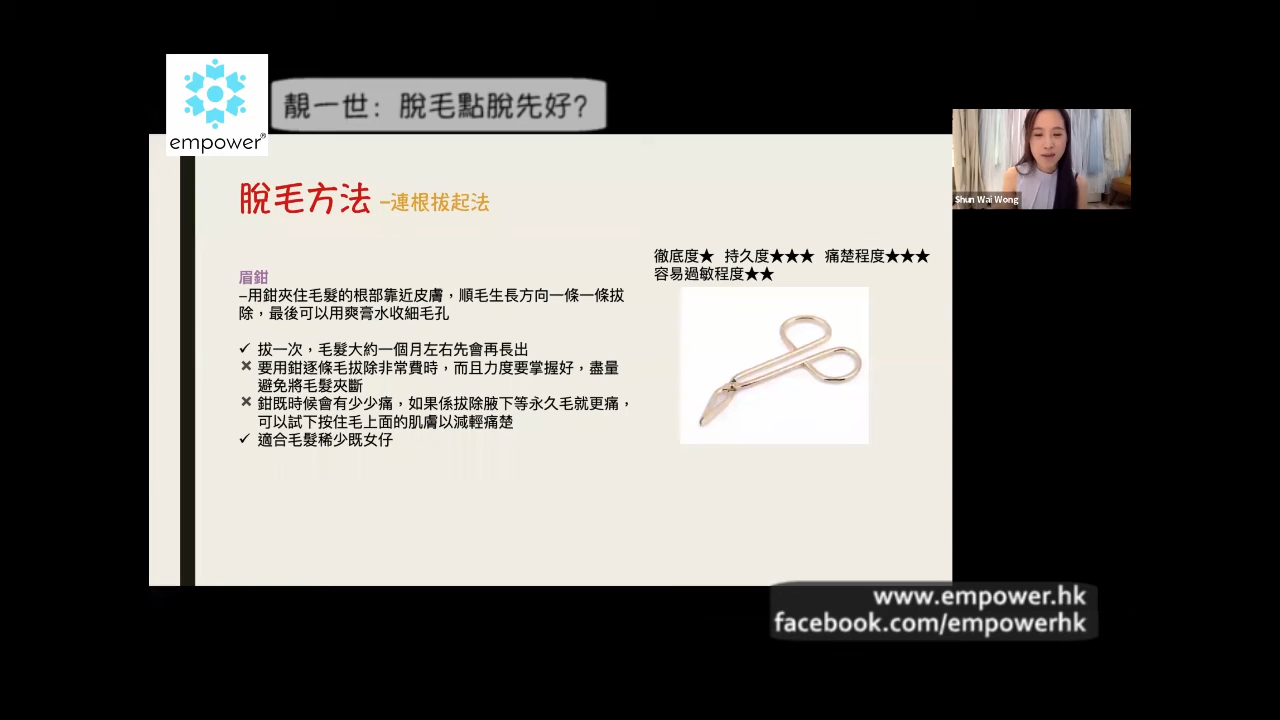 empower®
靚一世：脫毛點脫先好?
Shun Wai Wong
脫毛方法 –連根拔起法
徹底度★ 持久度★★★ 痛楚程度★★★
容易過敏程度★★
眉鉗
–用鉗夾住毛髮的根部靠近皮膚，順毛生長方向一條一條拔
除，最後可以用爽膏水收細毛孔
✓ 拔一次，毛髮大約一個月左右先會再長出
✕ 要用鉗逐條毛拔除非常費時，而且力度要掌握好，盡量
避免將毛髮夾斷
✕ 鉗既時候會有少少痛，如果係拔除腋下等永久毛就更痛，
可以試下按住毛上面的肌膚以減輕痛楚
✓ 適合毛髮稀少既女仔
www.empower.hk
facebook.com/empowerhk